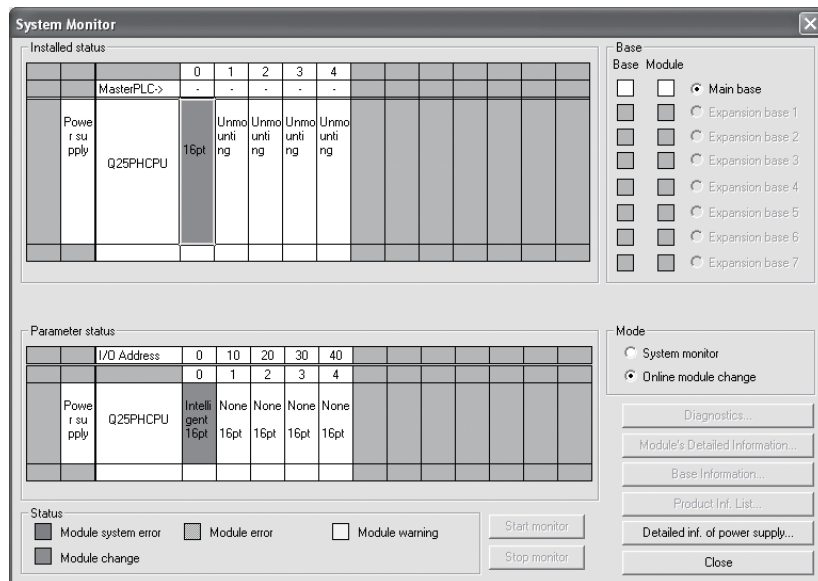 System Monitor
Installed status
0 1 2 3 4
MasterPLC-> - - - - -
Powe
r su
pply
Q25PHCPU
16pt
Unmo
unti
ng
Unmo
unti
ng
Unmo
unti
ng
Unmo
unti
ng
Base
Base Module
Main base
Expansion base 1
Expansion base 2
Expansion base 3
Expansion base 4
Expansion base 5
Expansion base 6
Expansion base 7
Parameter status
I/O Address 0 10 20 30 40
0 1 2 3 4
Powe
r su
pply
Q25PHCPU
Intelli
gent
16pt
None
16pt
None
16pt
None
16pt
None
16pt
Mode
System monitor
Online module change
Diagnostics...
Module's Detailed Information...
Base Information...
Product Inf. List...
Detailed inf. of power supply...
Close
Status
Module system error Module error Module warning
Module change
Start monitor
Stop monitor